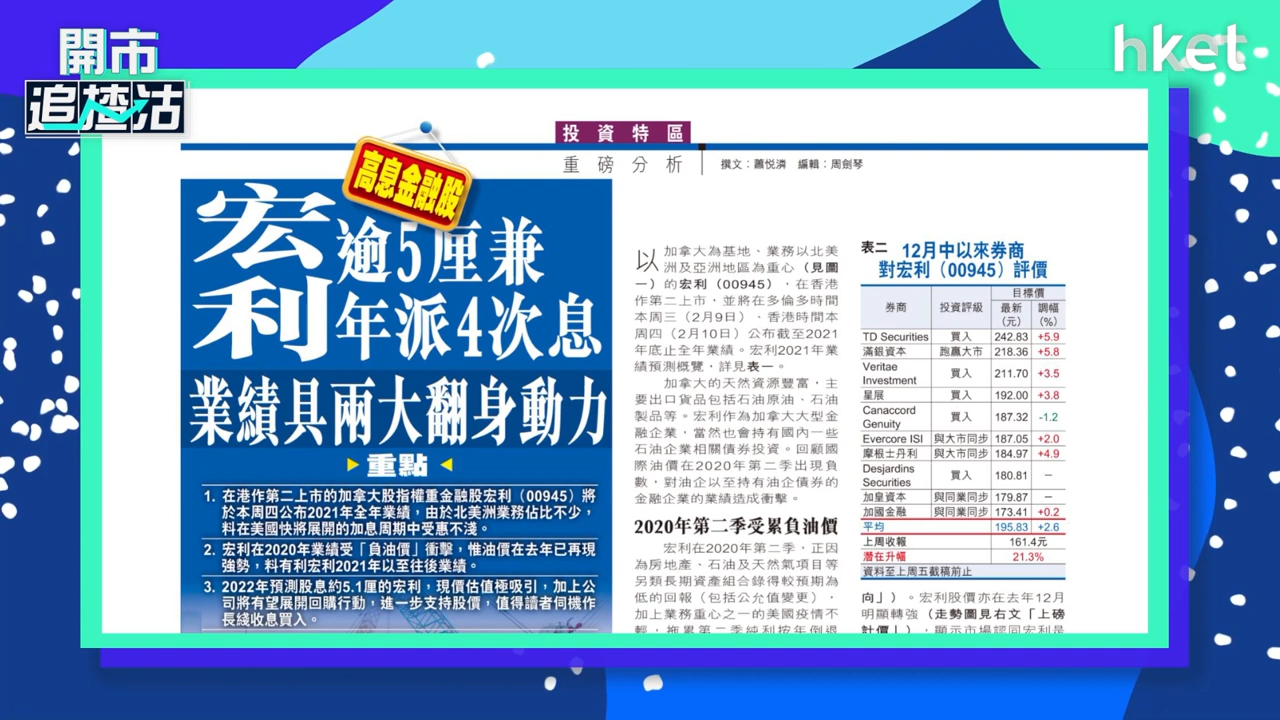 開市
追揸沽
hket
投資特區
重磅分析
撰文：蕭悅潾 編輯：周劍琴
高息金融股
宏利
逾5厘兼
年派4次息
業績具兩大翻身動力
重點
1. 在港作第二上市的加拿大股指權重金融股宏利（00945）將
於本周四公布2021年全年業績，由於北美洲業務佔比不少，
料在美國快將展開的加息周期中受惠不淺。
2. 宏利在2020年業績受「負油價」衝擊，惟油價在去年已再現
強勢，料有利宏利2021年以至往後業績。
3. 2022年預測股息約5.1厘的宏利，現價估值極吸引，加上公
司將有望展開回購行動，進一步支持股價，值得讀者伺機作
長綫收息買入。
以加拿大為基地、業務以北美
洲及亞洲地區為重心（見圖
一）的宏利（00945），在香港
作第二上市，並將在多倫多時間
本周三（2月9日）、香港時間本
周四（2月10日）公布截至2021
年底止全年業績。宏利2021年業
績預測概覽，詳見表一。
加拿大的天然資源豐富，主
要出口貨品包括石油原油、石油
製品等。宏利作為加拿大大型金
融企業，當然也會持有國內一些
石油企業相關債券投資。回顧國
際油價在2020年第二季出現負
數，對油企以至持有油企債券的
金融企業的業績造成衝擊。
2020年第二季受累負油價
宏利在2020年第二季，正因
為房地產、石油及天然氣項目等
另類長期資產組合錄得較預期為
低的回報（包括公允值變更），
加上業務重心之一的美國疫情不
輕，拖累第二季純利按年倒退
表二 12月中以來券商
對宏利（00945）評價
券商 投資評級 目標價
最新（元） 調幅（%）
TD Securities 買入 242.83 +5.9
滿銀資本 跑贏大市 218.36 +5.8
Veritae Investment 買入 211.70 +3.5
星展 買入 192.00 +3.8
Canaccord Genuity 買入 187.32 -1.2
Evercore ISI 與大市同步 187.05 +2.0
摩根士丹利 與大市同步 184.97 +4.9
Desjardins Securities 買入 180.81 –
加皇資本 與同業同步 179.87 –
加國金融 與同業同步 173.41 +0.2
平均 195.83 +2.6
上周收報 161.4元
潛在升幅 21.3%
資料至上周五截稿前止
向」）。宏利股價亦在去年12月
明顯轉強（走勢圖見右文「上磅
計價」），顯示市場認同宏利是